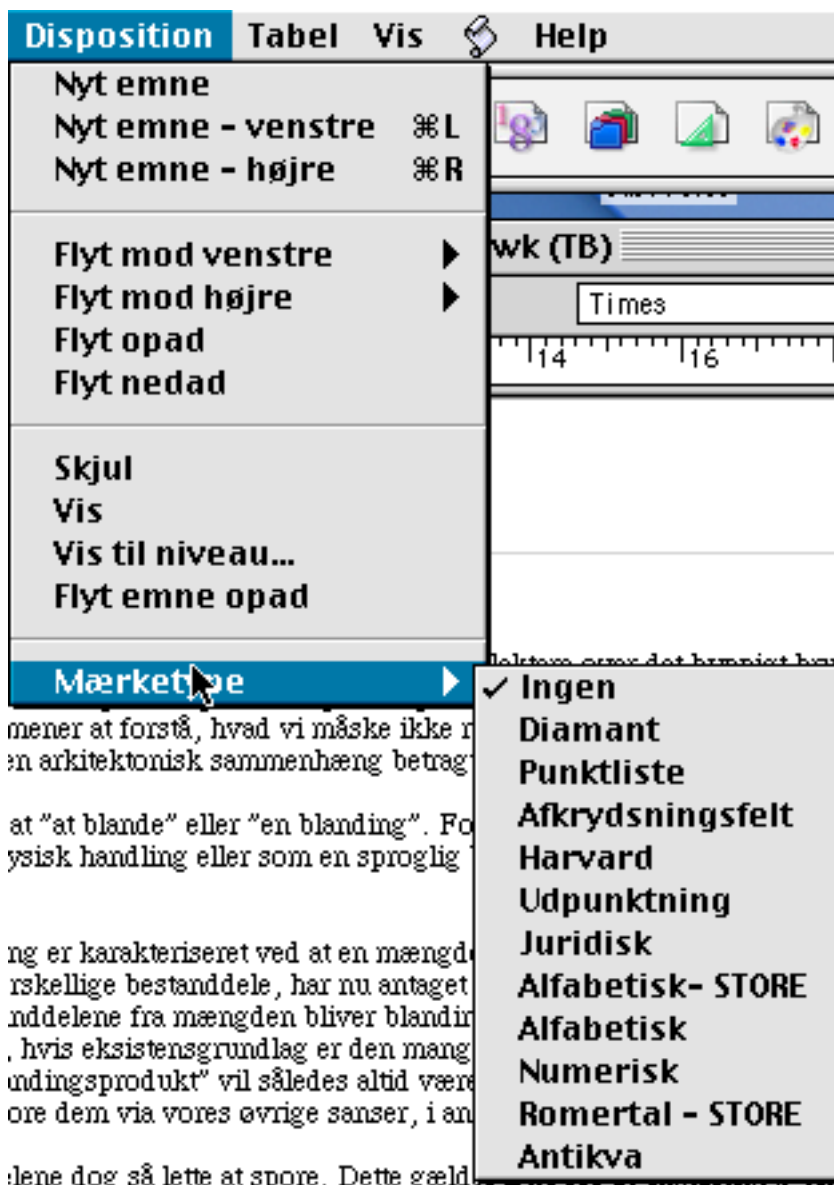 Disposition Tabel Vis Help
Nyt emne
Nyt emne - venstre ⌘L
Nyt emne - højre ⌘R
Flyt mod venstre
wk (TB)
Flyt mod højre
Times
Flyt opad
14 16
Flyt nedad
Skjul
Vis
Vis til niveau...
Flyt emne opad
Mærketype
✓ Ingen
Diamant
Punktliste
Afkrydsningsfelt
Harvard
Udpunktning
Juridisk
Alfabetisk- STORE
Alfabetisk
Numerisk
Romertal - STORE
Antikva
mener at forstå, hvad vi måske ikke
en arkitektonisk sammenhæng betrag
at "at blande" eller "en blanding". Fo
ysisk handling eller som en sproglig
ng er karakteriseret ved at en mængd
rskellige bestanddele, har nu antaget
nddelene fra mængden bliver blandin
, hvis eksistensgrundlag er den mang
ndingsprodukt" vil således altid være
ore dem via vores øvrige sanser, i an
elene dog så lette at spore. Dette gæld